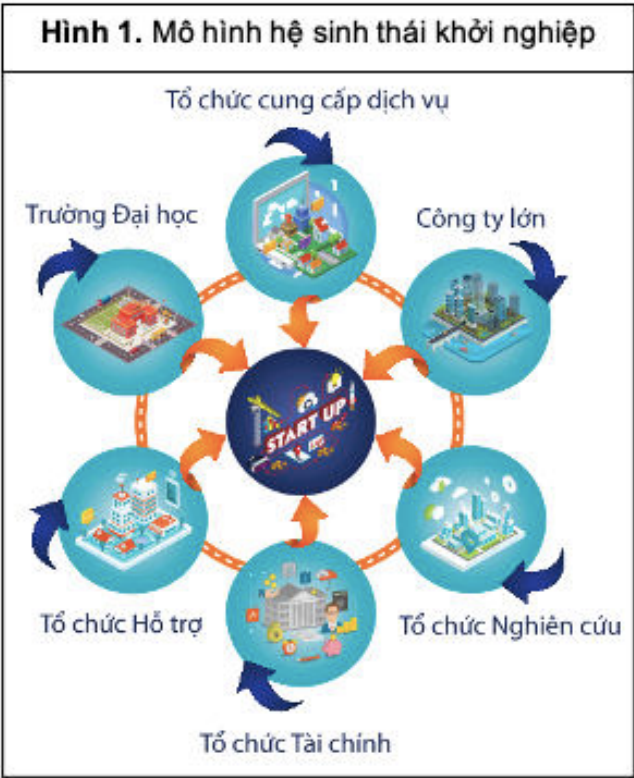 Hình 1. Mô hình hệ sinh thái khởi nghiệp
Tổ chức cung cấp dịch vụ
Trường Đại học
Công ty lớn
START UP
Tổ chức Hỗ trợ
Tổ chức Nghiên cứu
Tổ chức Tài chính